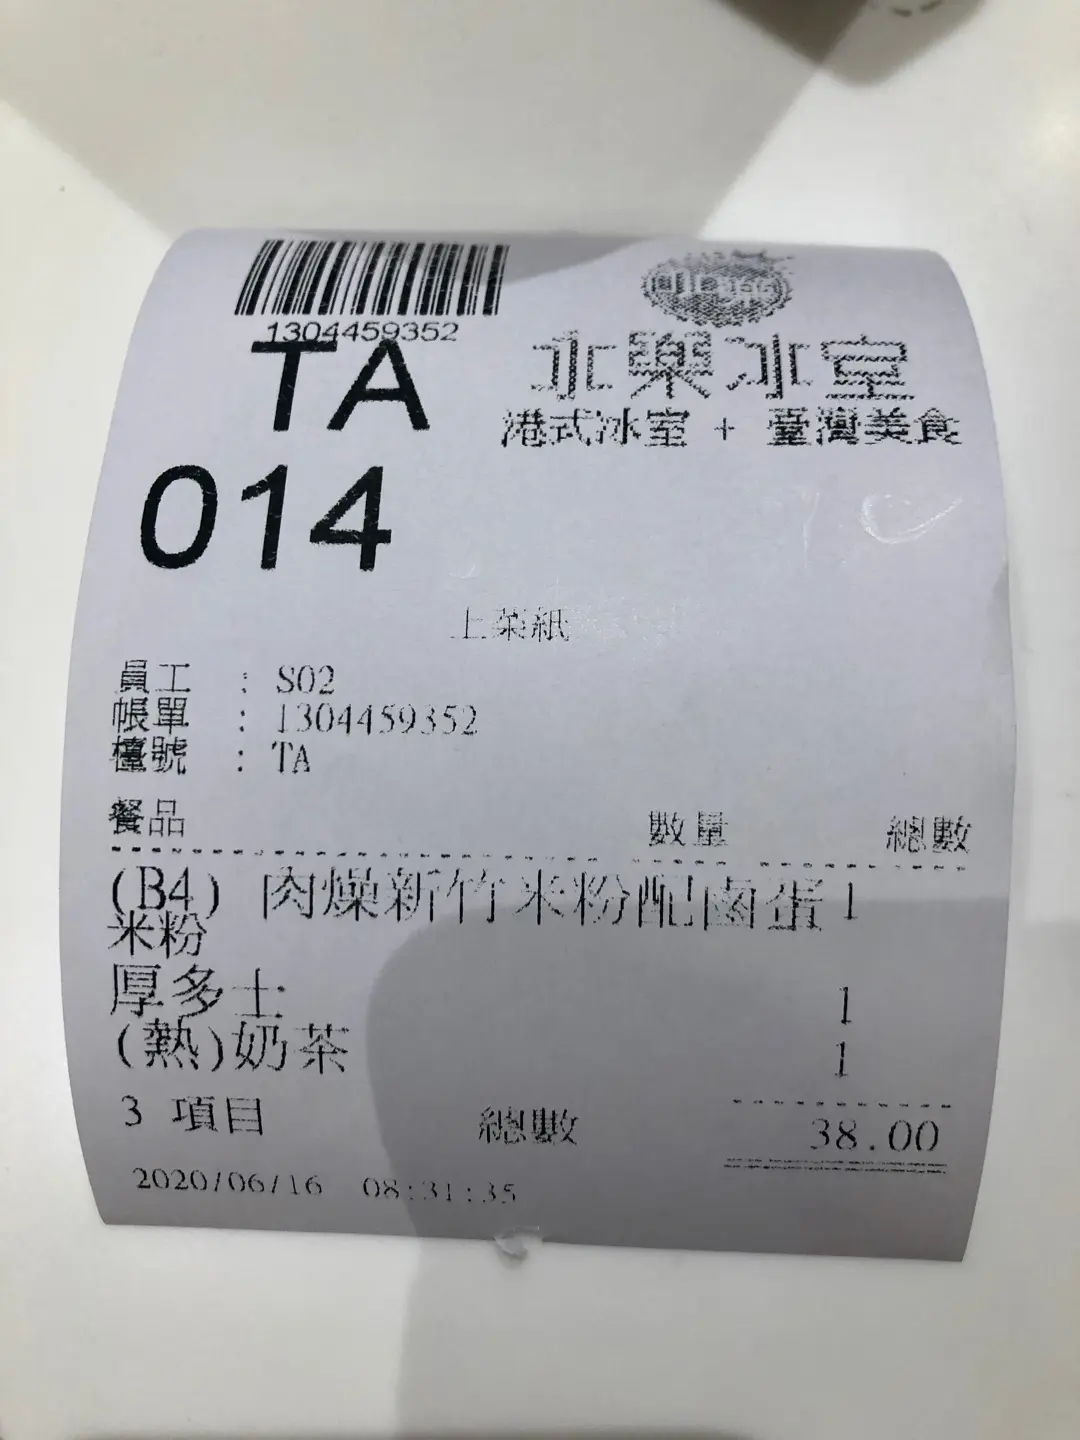 1304459352
TA
014
北樂冰室
港式冰室 + 臺灣美食
上菜紙
員工 : S02
帳單 : 1304459352
檯號 : TA
餐品 數量 總數
(B4) 肉燥新竹米粉配鹵蛋 1
米粉
厚多士 1
(熱)奶茶 1
3 項目 總數 38.00
2020/06/16 08:31:35